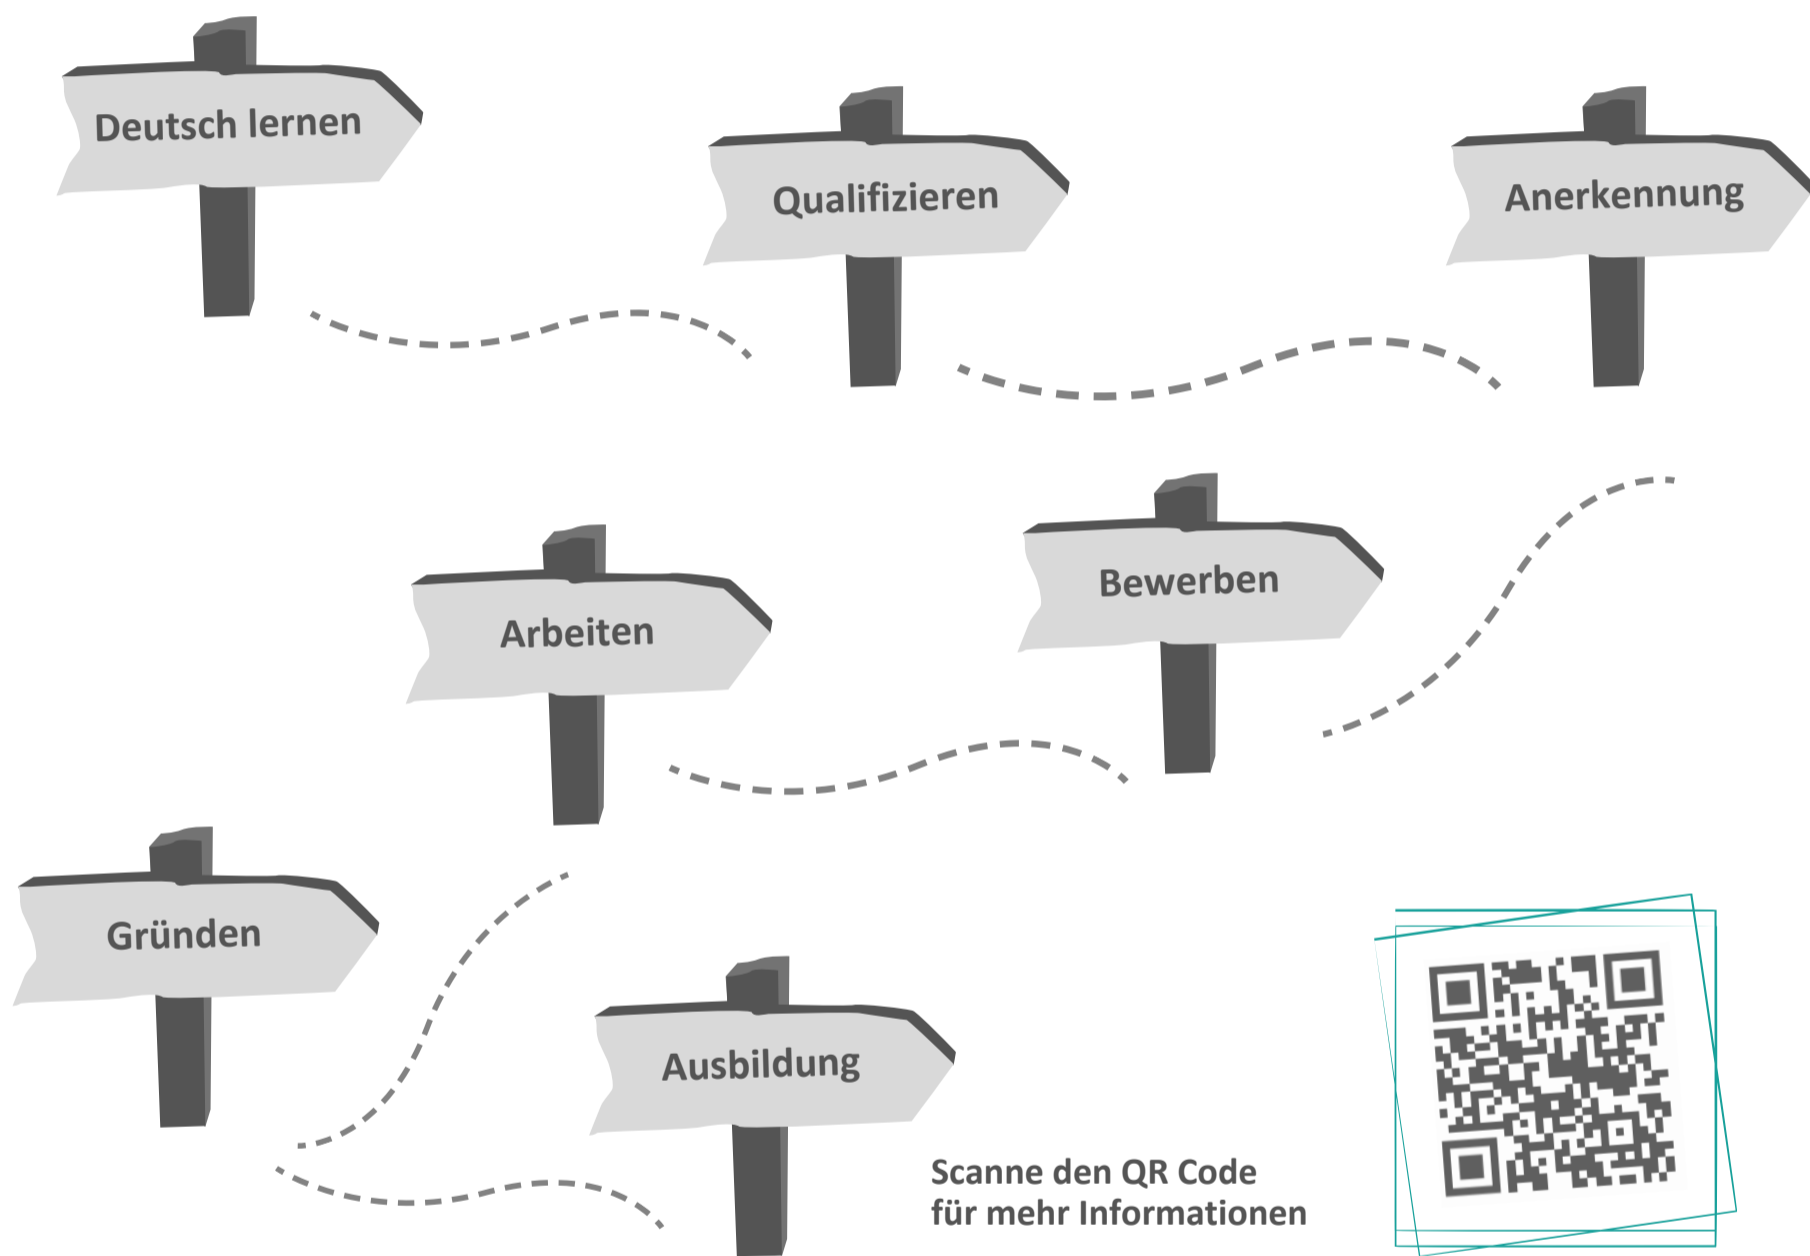 Deutsch lernen
Qualifizieren
Anerkennung
Bewerben
Arbeiten
Gründen
Ausbildung
Scanne den QR Code
für mehr Informationen